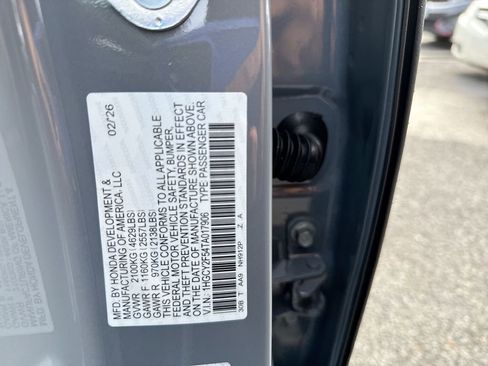 MFD. BY HONDA DEVELOPMENT &
MANUFACTURING OF AMERICA, LLC 02/26
GVWR 2100KG (4629LBS)
GAWR F 1160KG (2557LBS)
GAWR R 970KG (2138LBS)
THIS VEHICLE CONFORMS TO ALL APPLICABLE
FEDERAL MOTOR VEHICLE SAFETY, BUMPER,
THEFT PREVENTION STANDARDS IN EFFECT
ON THE DATE OF MANUFACTURE SHOWN ABOVE.
V.I.N.: 1HGCY2F54TA017906 TYPE: PASSENGER CAR
30B T AA9 NH912P Z A